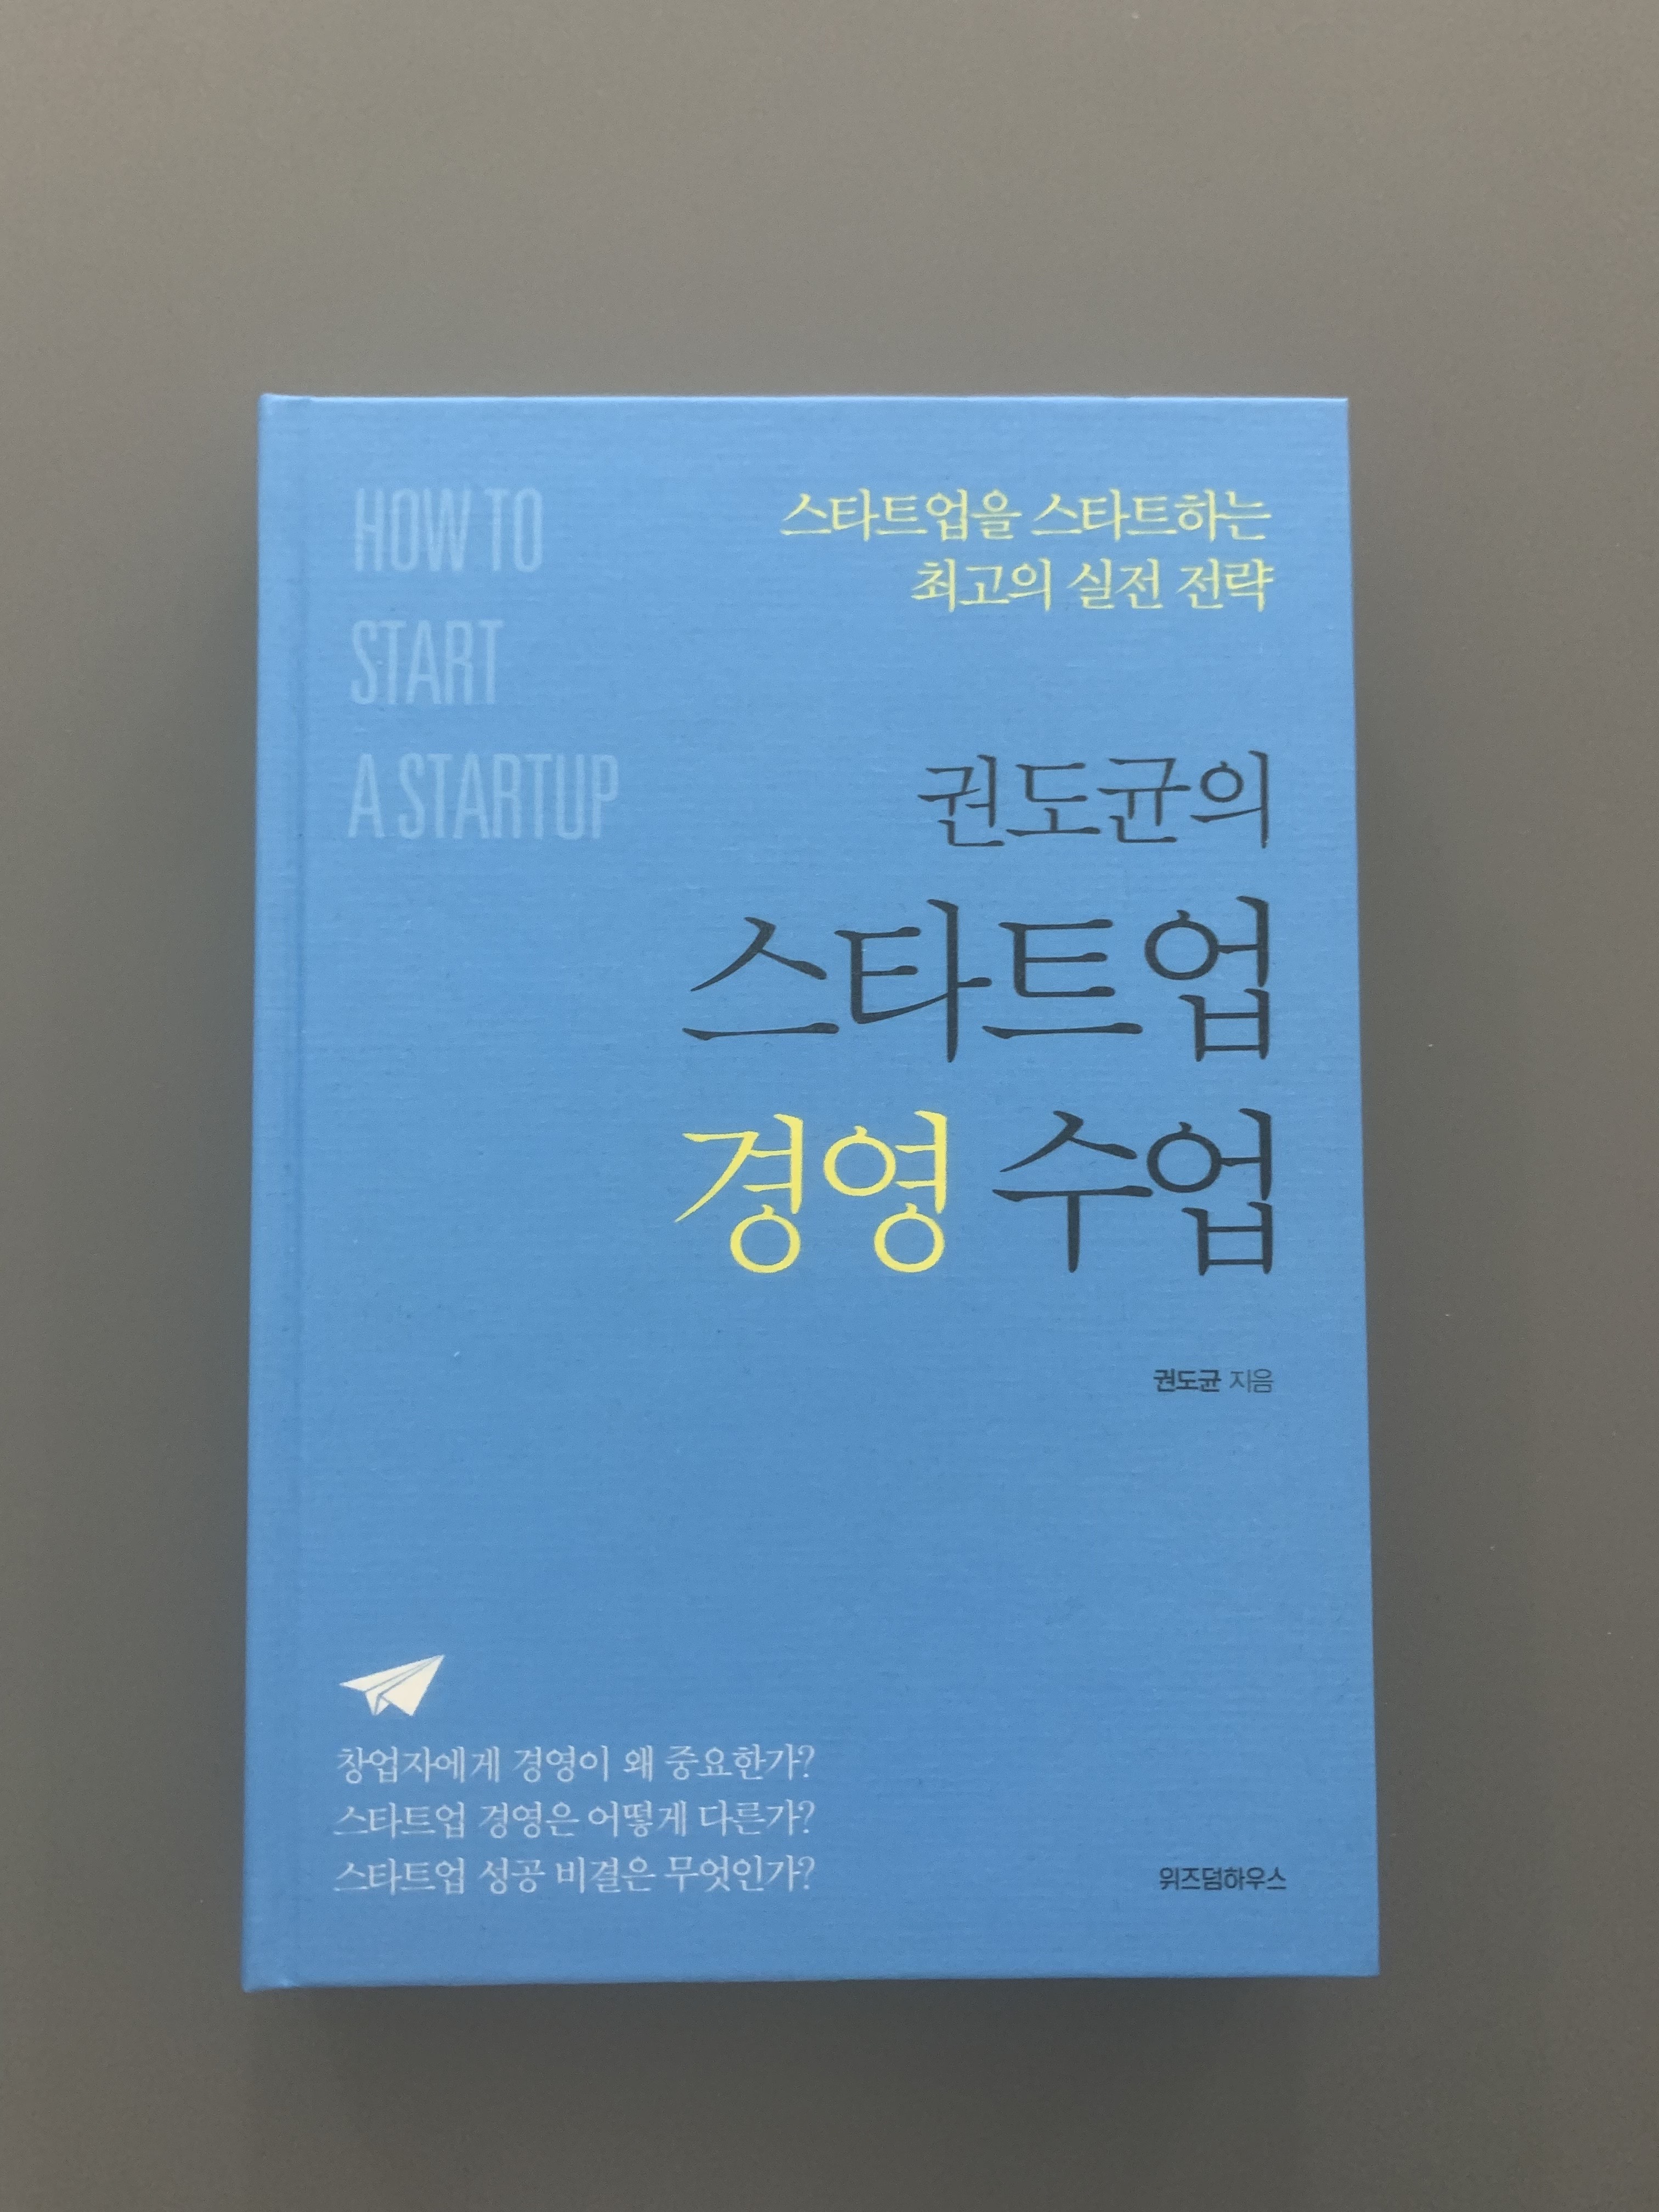 HOW TO
START
A STARTUP
스타트업을 스타트하는
최고의 실전 전략
권도균의
스타트업
경영 수업
권도균 지음
창업자에게 경영이 왜 중요한가?
스타트업 경영은 어떻게 다른가?
스타트업 성공 비결은 무엇인가?
위즈덤하우스